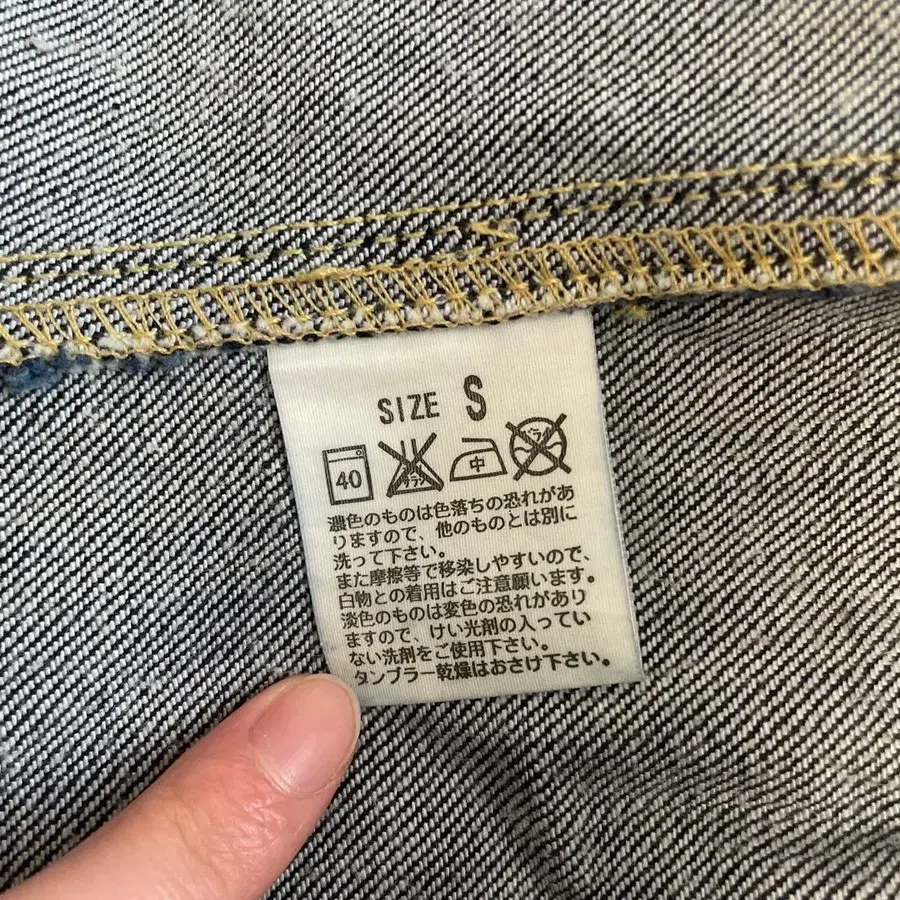 SIZE S
40 サラシ 中 ドライ
濃色のものは色落ちの恐れがあ
りますので、他のものとは別に
洗って下さい。
また摩擦等で移染しやすいので、
白物との着用はご注意願います。
淡色のものは変色の恐れがあり
ますので、けい光剤の入ってい
ない洗剤をご使用下さい。
タンブラー乾燥はおさけ下さい。